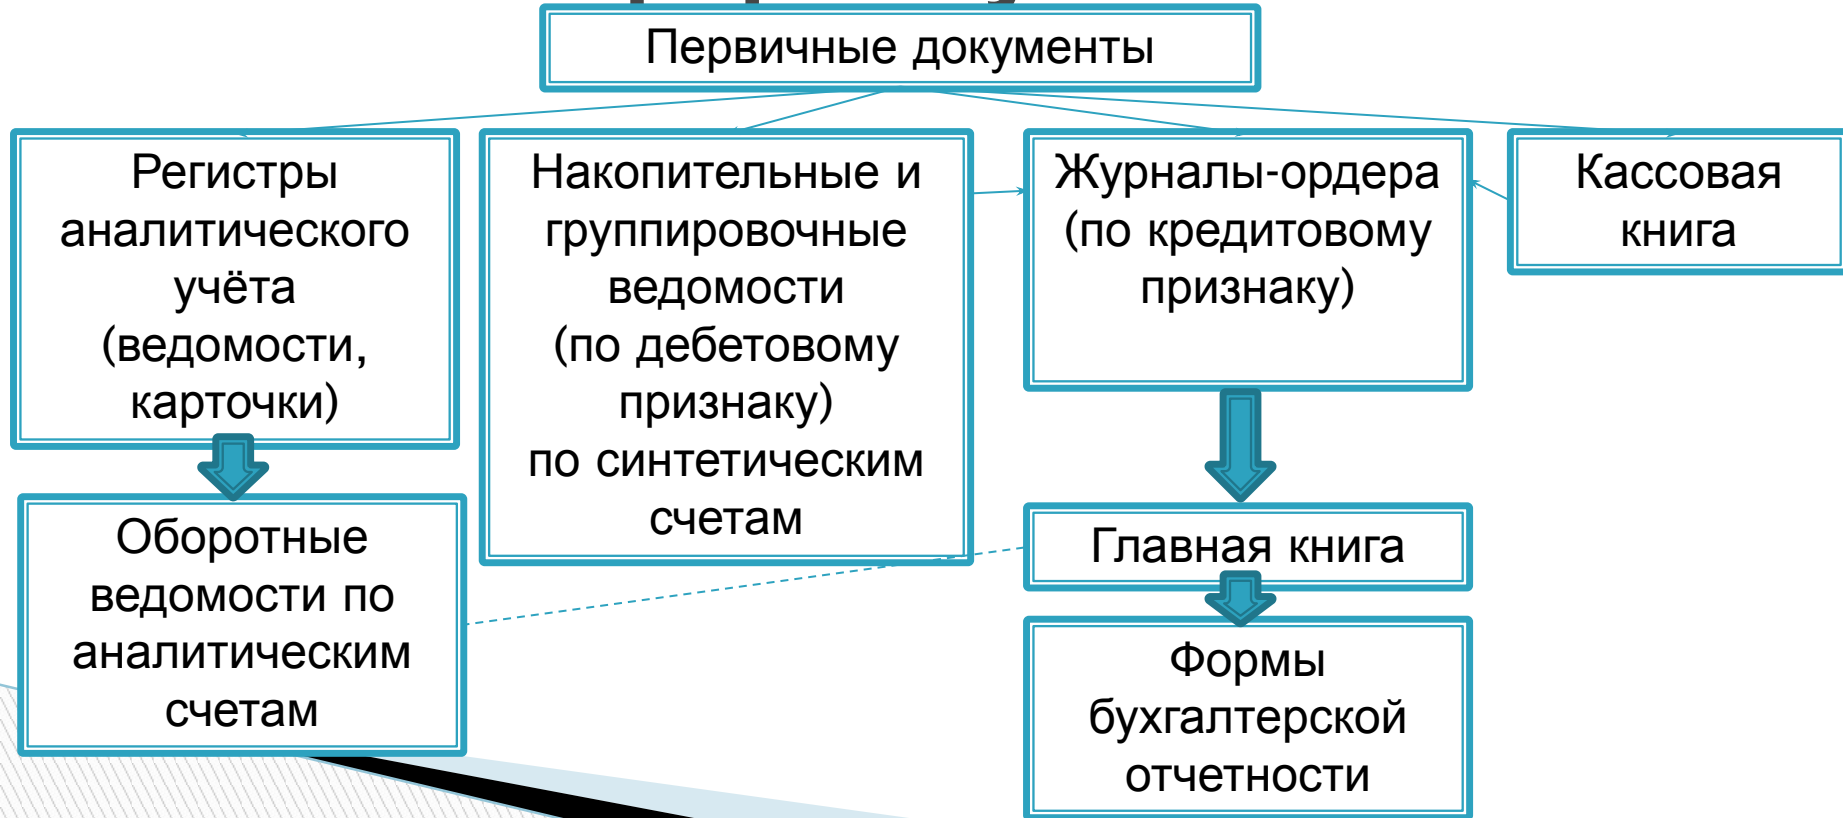 Первичные документы
Регистры
аналитического
учёта
(ведомости,
карточки)
Накопительные и
группировочные
ведомости
(по дебетовому
признаку)
по синтетическим
счетам
Журналы-ордера
(по кредитовому
признаку)
Кассовая
книга
Оборотные
ведомости по
аналитическим
счетам
Главная книга
Формы
бухгалтерской
отчетности